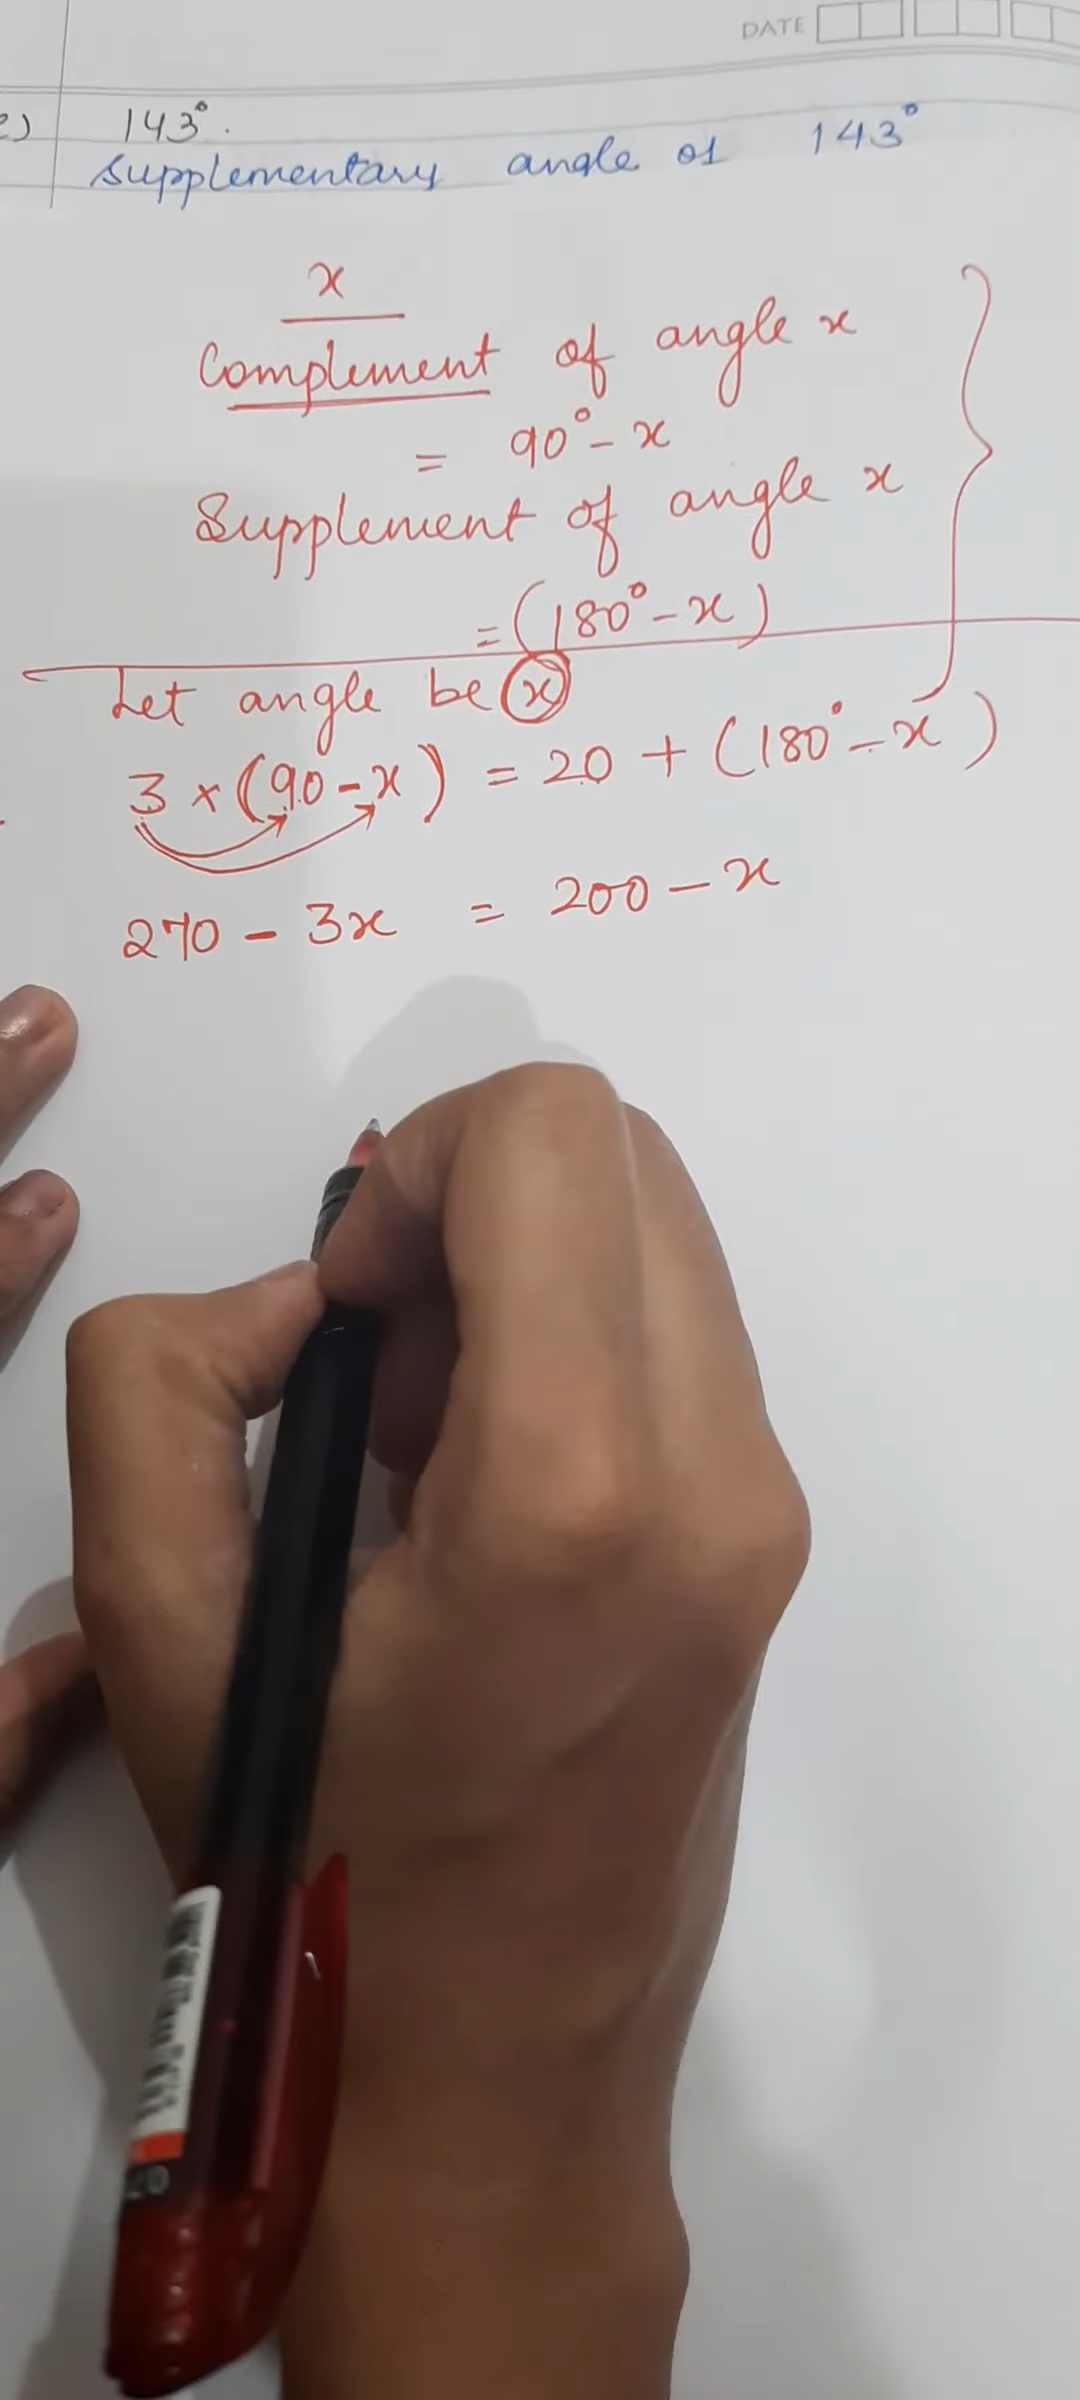 DATE
143°.
Supplementary angle of 143°
x
Complement of angle x
= 90° - x
Supplement of angle x
= (180° - x)
Let angle be x
3 × (90 - x) = 20 + (180° - x)
270 - 3x = 200 - x